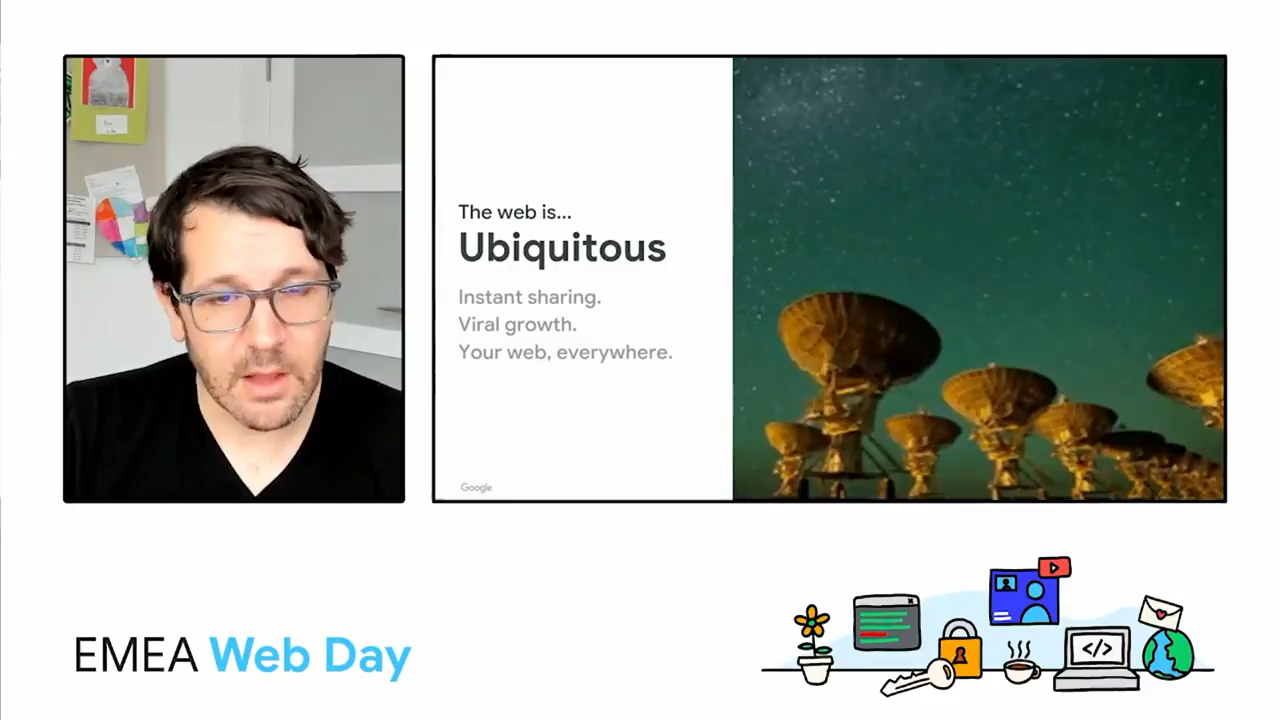 The web is...
Ubiquitous
Instant sharing.
Viral growth.
Your web, everywhere.
Google
EMEA Web Day
</>